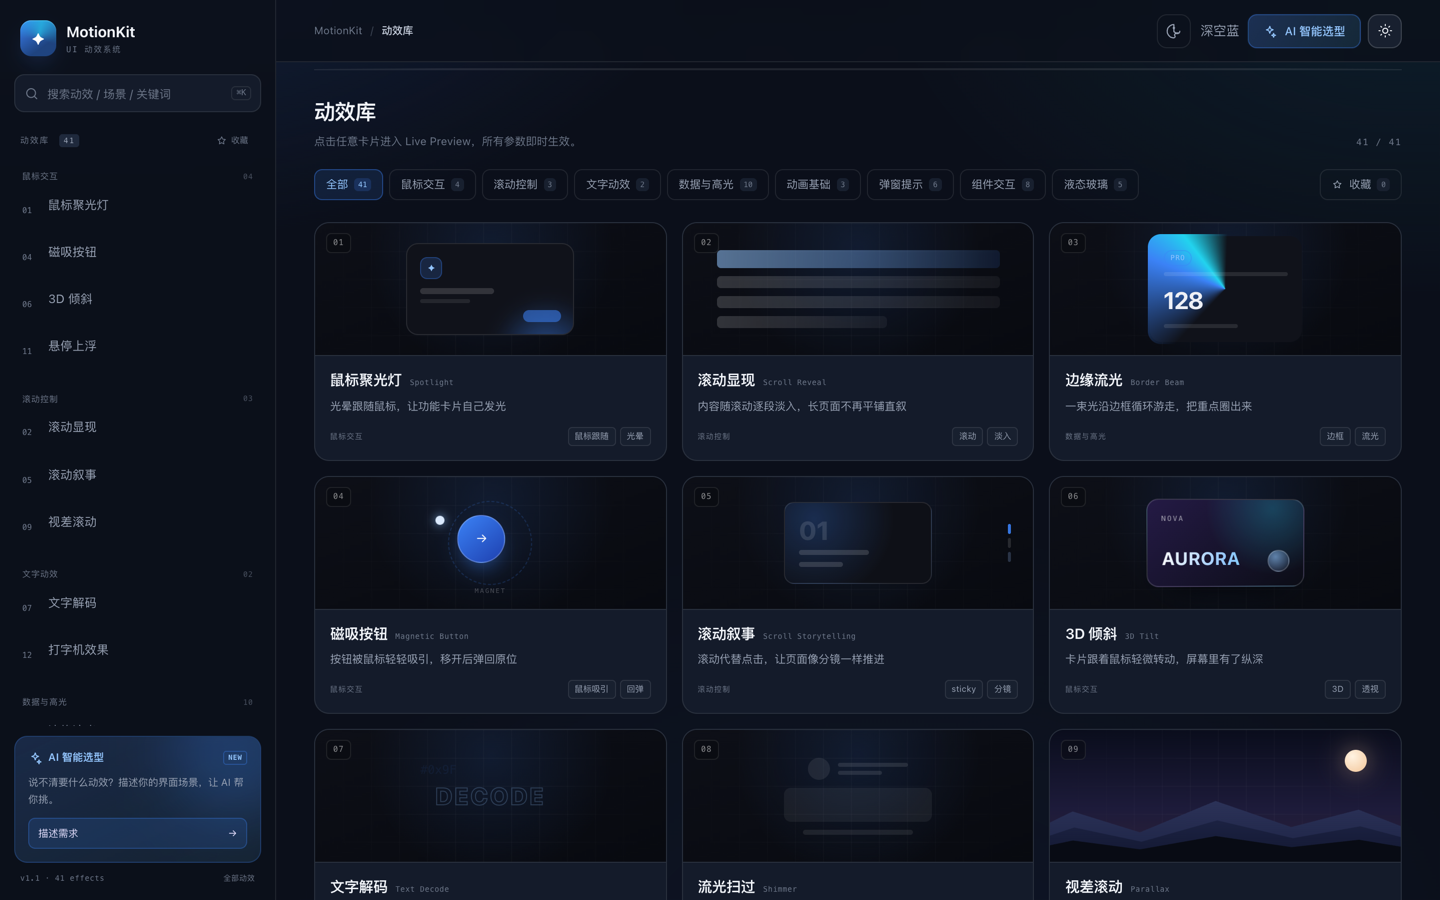 MotionKit
UI 动效系统
搜索动效 / 场景 / 关键词 ⌘K
动效库 41 收藏
鼠标交互 04
01 鼠标聚光灯
04 磁吸按钮
06 3D 倾斜
11 悬停上浮
滚动控制 03
02 滚动显现
05 滚动叙事
09 视差滚动
文字动效 02
07 文字解码
12 打字机效果
数据与高光 10
AI 智能选型 NEW
说不清要什么动效？描述你的界面场景，让 AI 帮
你挑。
描述需求 →
v1.1 · 41 effects 全部动效
MotionKit / 动效库
深空蓝
AI 智能选型
动效库
点击任意卡片进入 Live Preview，所有参数即时生效。
41 / 41
全部 41
鼠标交互 4
滚动控制 3
文字动效 2
数据与高光 10
动画基础 3
弹窗提示 6
组件交互 8
液态玻璃 5
收藏 0
01
鼠标聚光灯 Spotlight
光晕跟随鼠标，让功能卡片自己发光
鼠标交互 鼠标跟随 光晕
02
滚动显现 Scroll Reveal
内容随滚动逐段淡入，长页面不再平铺直叙
滚动控制 滚动 淡入
03
PRO
128
边缘流光 Border Beam
一束光沿边框循环游走，把重点圈出来
数据与高光 边框 流光
04
→
MAGNET
磁吸按钮 Magnetic Button
按钮被鼠标轻轻吸引，移开后弹回原位
鼠标交互 鼠标吸引 回弹
05
01
滚动叙事 Scroll Storytelling
滚动代替点击，让页面像分镜一样推进
滚动控制 sticky 分镜
06
NOVA
AURORA
3D 倾斜 3D Tilt
卡片跟着鼠标轻微转动，屏幕里有了纵深
鼠标交互 3D 透视
07
DECODE
文字解码 Text Decode
08
流光扫过 Shimmer
09
视差滚动 Parallax